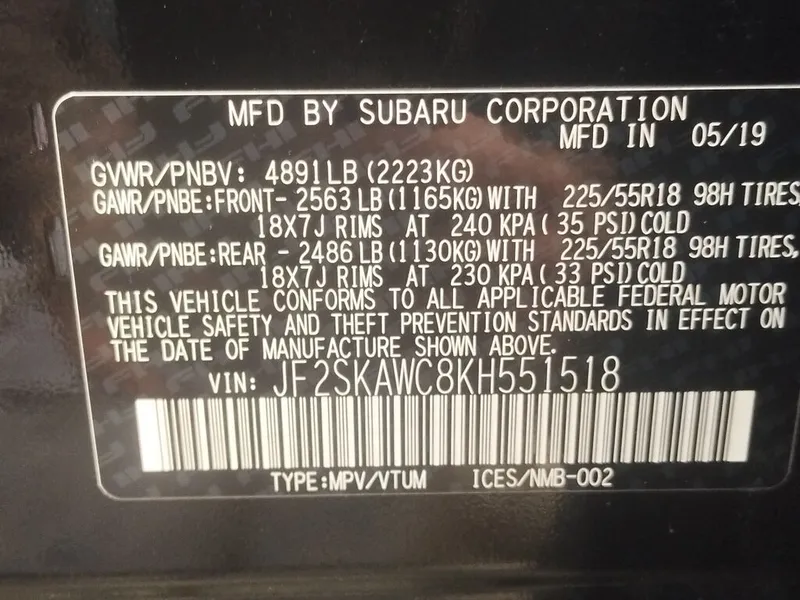 MFD BY SUBARU CORPORATION
MFD IN 05/19
GVWR/PNBV: 4891LB (2223KG)
GAWR/PNBE:FRONT- 2563 LB (1165KG) WITH 225/55R18 98H TIRES,
18X7J RIMS AT 240 KPA ( 35 PSI) COLD
GAWR/PNBE:REAR - 2486 LB (1130KG) WITH 225/55R18 98H TIRES,
18X7J RIMS AT 230 KPA ( 33 PSI) COLD
THIS VEHICLE CONFORMS TO ALL APPLICABLE FEDERAL MOTOR
VEHICLE SAFETY AND THEFT PREVENTION STANDARDS IN EFFECT ON
THE DATE OF MANUFACTURE SHOWN ABOVE.
VIN: JF2SKAWC8KH551518
TYPE:MPV/VTUM ICES/NMB-002